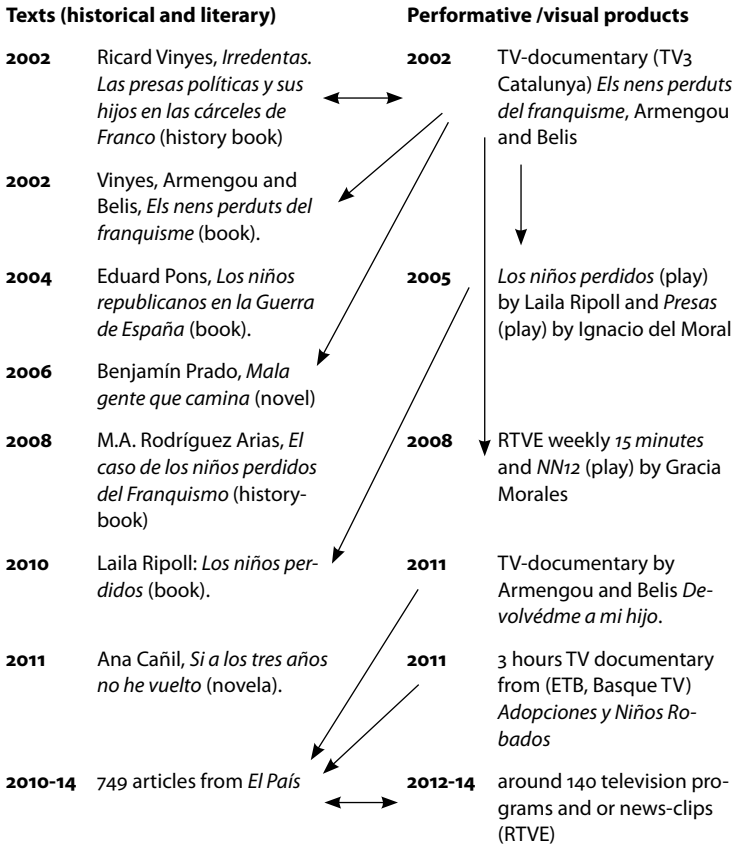 Texts (historical and literary)
2002 Ricard Vinyes, Irredentas.
Las presas políticas y sus
hijos en las cárceles de
Franco (history book)
2002 Vinyes, Armengou and
Belis, Els nens perduts del
franquisme (book).
2004 Eduard Pons, Los niños
republicanos en la Guerra
de España (book).
2006 Benjamín Prado, Mala
gente que camina (novel)
2008 M.A. Rodríguez Arias, El
caso de los niños perdidos
del Franquismo (history-
book)
2010 Laila Ripoll: Los niños per-
didos (book).
2011 Ana Cañil, Si a los tres años
no he vuelto (novela).
2010-14 749 articles from El País
Performative /visual products
2002 TV-documentary (TV3
Catalunya) Els nens perduts
del franquisme, Armengou
and Belis
2005 Los niños perdidos (play)
by Laila Ripoll and Presas
(play) by Ignacio del Moral
2008 RTVE weekly 15 minutes
and NN12 (play) by Gracia
Morales
2011 TV-documentary by
Armengou and Belis De-
volvédme a mi hijo.
2011 3 hours TV documentary
from (ETB, Basque TV)
Adopciones y Niños Ro-
bados
2012-14 around 140 television pro-
grams and or news-clips
(RTVE)